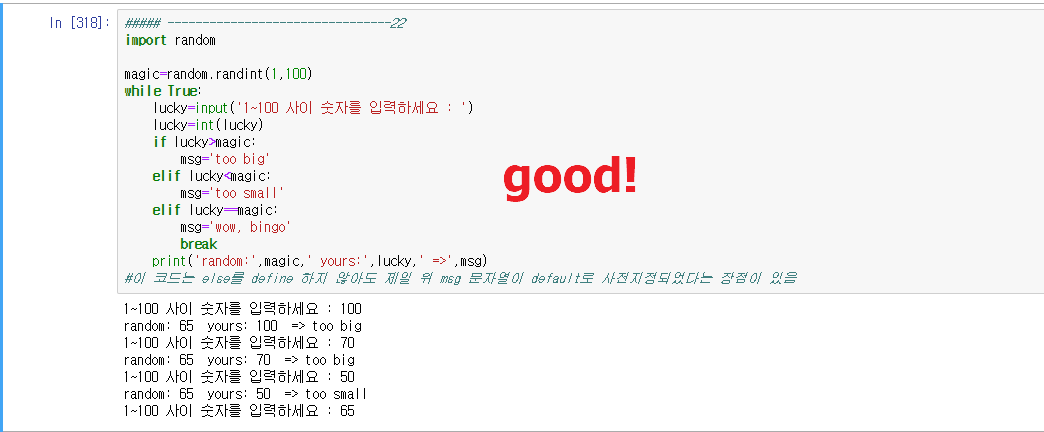 In [318]:
##### --------------------------------22
import random
magic=random.randint(1,100)
while True:
lucky=input('1~100 사이 숫자를 입력하세요 : ')
lucky=int(lucky)
if lucky>magic:
msg='too big'
elif lucky<magic:
msg='too small'
elif lucky==magic:
msg='wow, bingo'
break
print('random:',magic,' yours:',lucky,' =>',msg)
#이 코드는 else를 define 하지 않아도 제일 위 msg 문자열이 default로 사전지정되었다는 장점이 있음
good!
1~100 사이 숫자를 입력하세요 : 100
random: 65  yours: 100  => too big
1~100 사이 숫자를 입력하세요 : 70
random: 65  yours: 70  => too big
1~100 사이 숫자를 입력하세요 : 50
random: 65  yours: 50  => too small
1~100 사이 숫자를 입력하세요 : 65